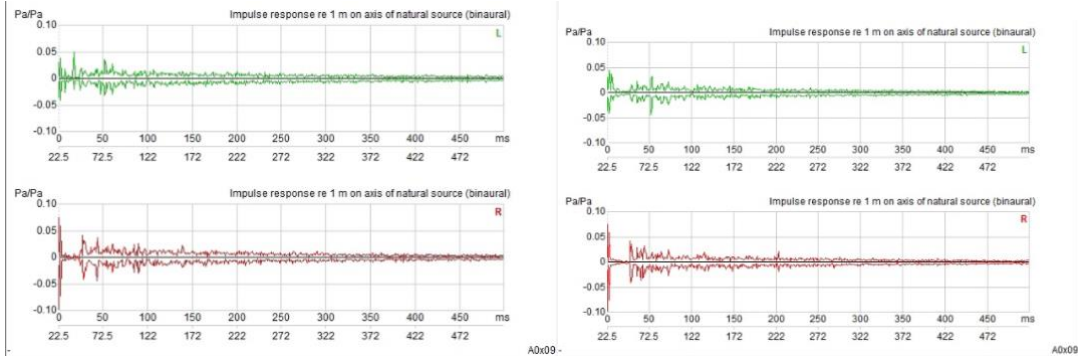 Pa/Pa Impulse response re 1 m on axis of natural source (binaural)
0.10 L
0.05
0
-0.05
-0.10
0 50 100 150 200 250 300 350 400 450 ms
22.5 72.5 122 172 222 272 322 372 422 472
Pa/Pa Impulse response re 1 m on axis of natural source (binaural)
0.10 R
0.05
0
-0.05
-0.10
0 50 100 150 200 250 300 350 400 450 ms
22.5 72.5 122 172 222 272 322 372 422 472
- A0x09
Pa/Pa Impulse response re 1 m on axis of natural source (binaural)
0.10 L
0.05
0
-0.05
-0.10
0 50 100 150 200 250 300 350 400 450 ms
22.5 72.5 122 172 222 272 322 372 422 472
Pa/Pa Impulse response re 1 m on axis of natural source (binaural)
0.10 R
0.05
0
-0.05
-0.10
0 50 100 150 200 250 300 350 400 450 ms
22.5 72.5 122 172 222 272 322 372 422 472
- A0x09